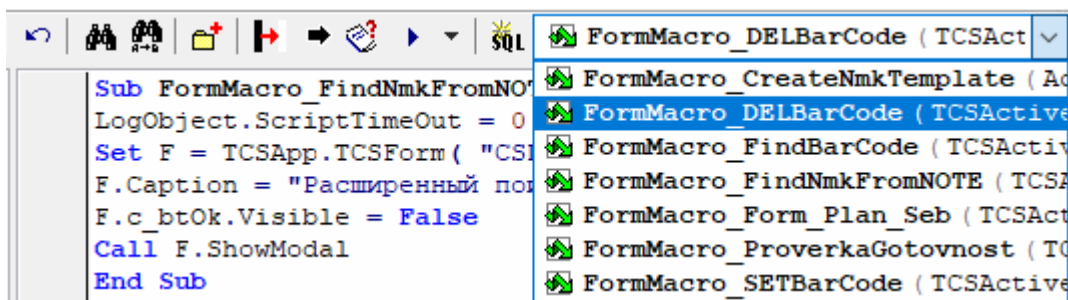 SQL FormMacro_DELBarCode (TCSAct
Sub FormMacro_FindNmkFromNO
LogObject.ScriptTimeOut = 0
Set F = TCSApp.TCSForm( "CS
F.Caption = "Расширенный по
F.c_btOk.Visible = False
Call F.ShowModal
End Sub
FormMacro_CreateNmkTemplate (Ac
FormMacro_DELBarCode (TCSActive
FormMacro_FindBarCode (TCSActiv
FormMacro_FindNmkFromNOTE (TCSA
FormMacro_Form_Plan_Seb (TCSAct
FormMacro_ProverkaGotovnost (TC
FormMacro_SETBarCode (TCSActive